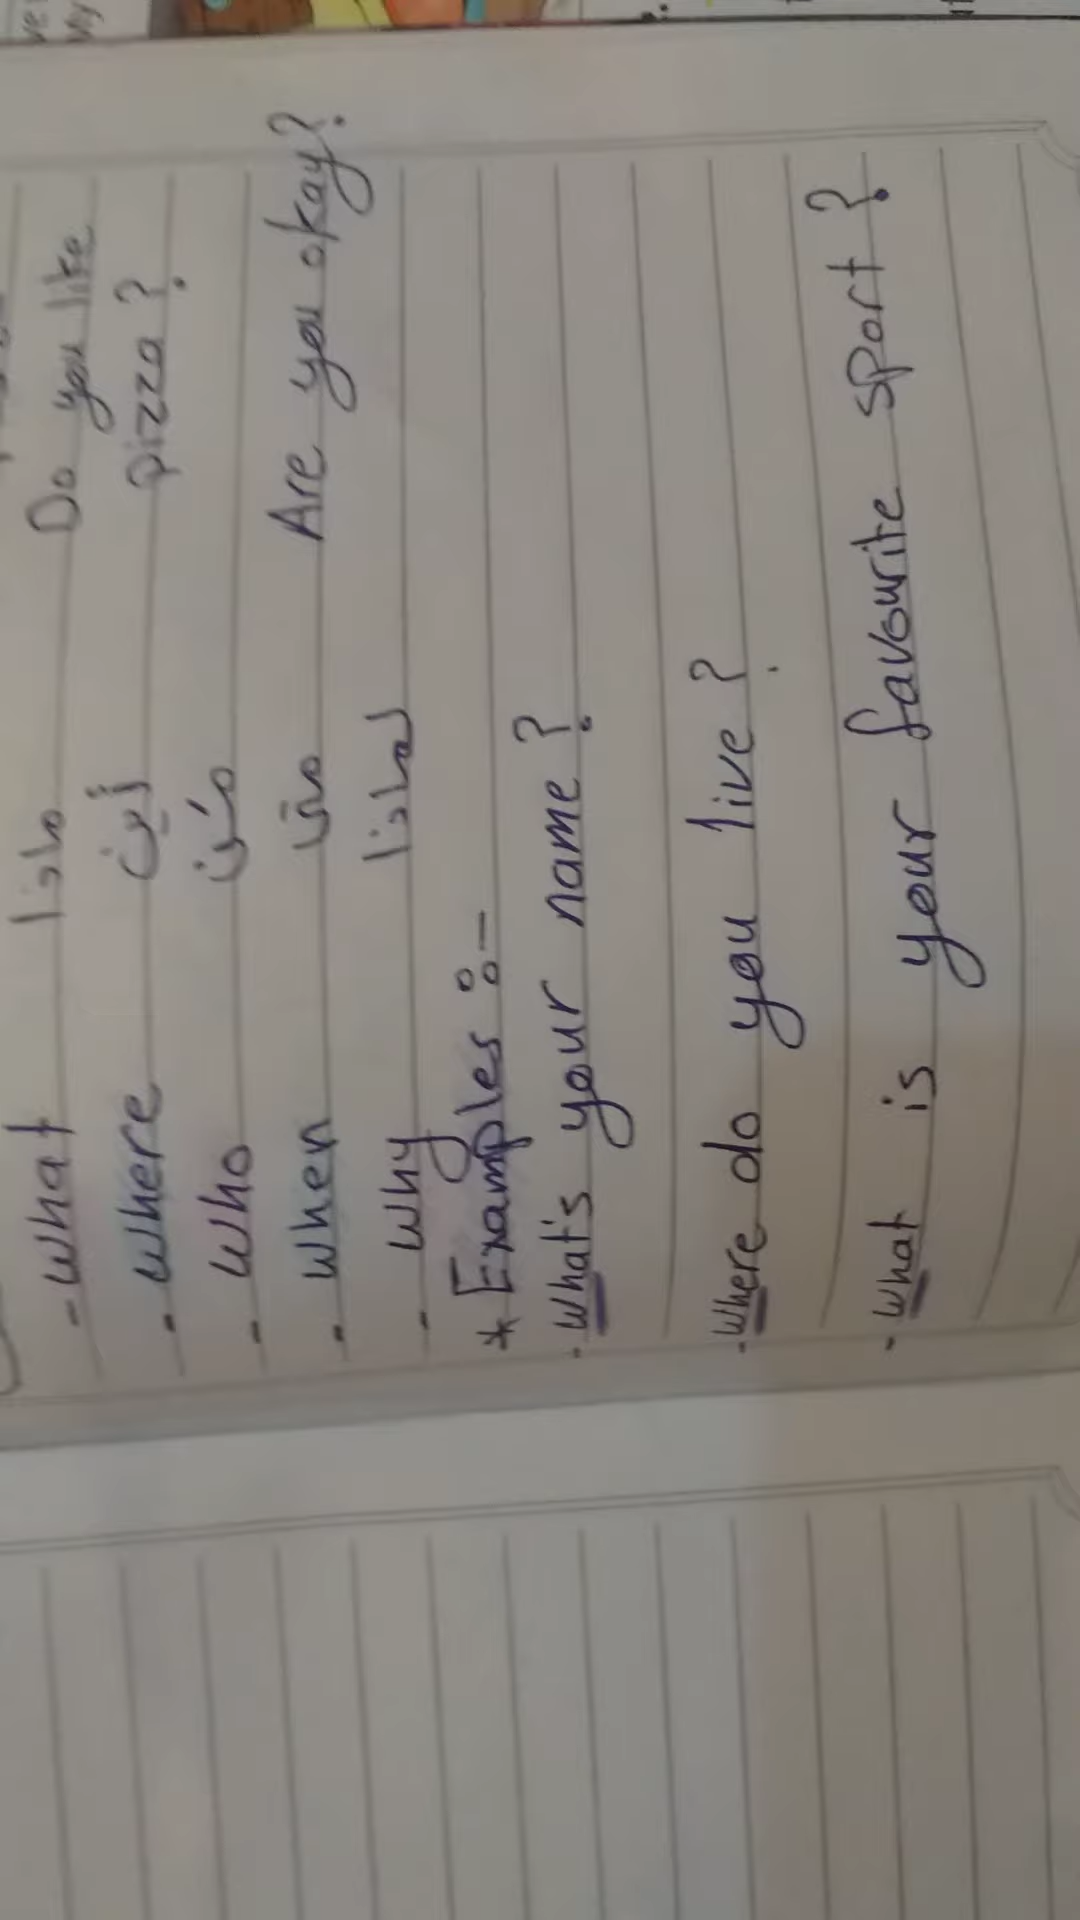 - What ماذا Do you like
- Where أين pizza?
- Who مَن
- When متى Are you okay?
- Why لماذا
* Examples :-
- What's your name?
- Where do you live?
- What is your favourite sport?